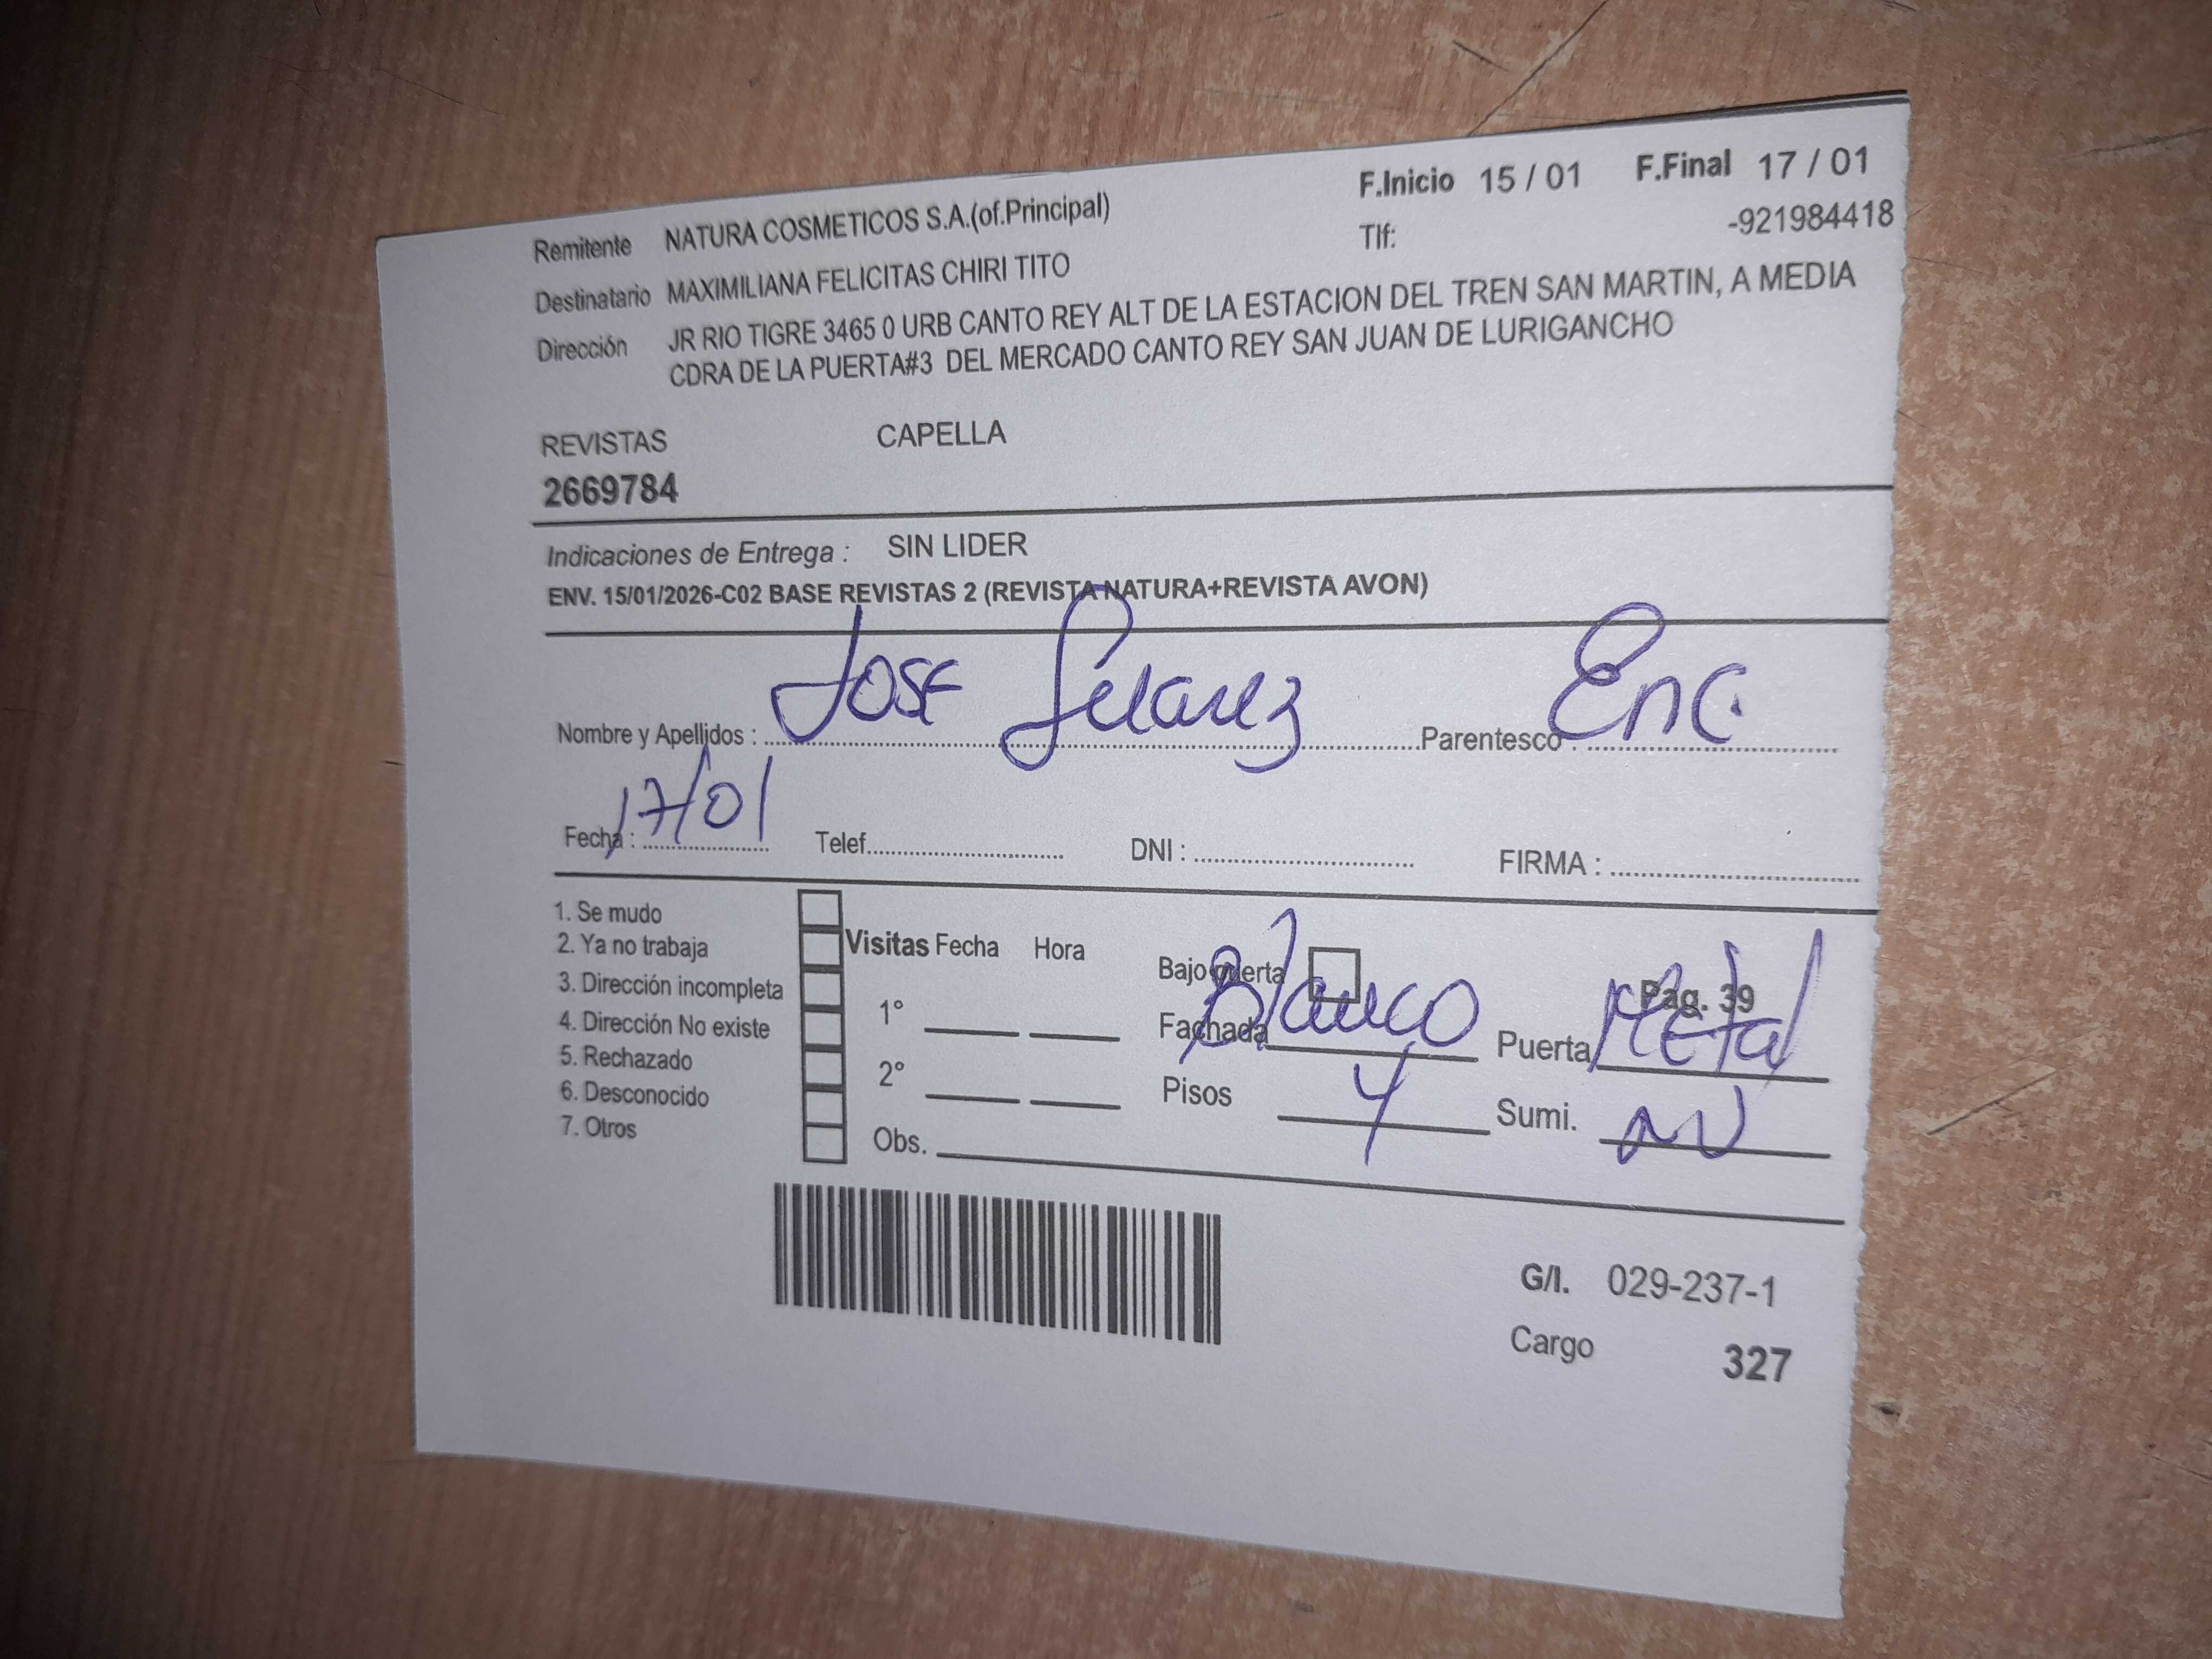 F.Inicio 15 / 01 F.Final 17 / 01
Remitente NATURA COSMETICOS S.A.(of.Principal) Tlf: -921984418
Destinatario MAXIMILIANA FELICITAS CHIRI TITO
Dirección JR RIO TIGRE 3465 0 URB CANTO REY ALT DE LA ESTACION DEL TREN SAN MARTIN, A MEDIA
CDRA DE LA PUERTA#3 DEL MERCADO CANTO REY SAN JUAN DE LURIGANCHO
REVISTAS CAPELLA
2669784
Indicaciones de Entrega : SIN LIDER
ENV. 15/01/2026-C02 BASE REVISTAS 2 (REVISTA NATURA+REVISTA AVON)
Nombre y Apellidos : Jose Suarez Parentesco : Enc.
Fecha : 17/01 Telef. DNI : FIRMA :
1. Se mudo
2. Ya no trabaja
3. Dirección incompleta
4. Dirección No existe
5. Rechazado
6. Desconocido
7. Otros
Visitas Fecha Hora
1°
2°
Obs.
Bajo puerta Pag. 39
Fachada Blanco Puerta Metal
Pisos 4 Sumi.
G/I. 029-237-1
Cargo 327